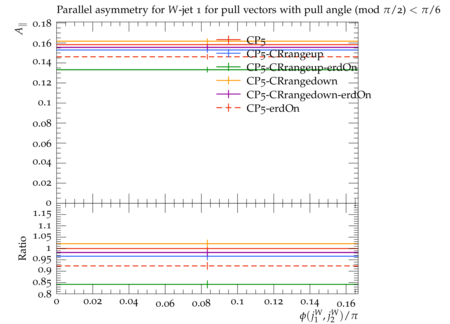 Parallel asymmetry for W-jet 1 for pull vectors with pull angle (mod π/2) < π/6
A∥
0.18
0.16
0.14
0.12
0.1
0.08
0.06
0.04
0.02
0
CP5
CP5-CRrangeup
CP5-CRrangeup-erdOn
CP5-CRrangedown
CP5-CRrangedown-erdOn
CP5-erdOn
Ratio
1.15
1.1
1.05
1
0.95
0.9
0.85
0.8
0 0.02 0.04 0.06 0.08 0.1 0.12 0.14 0.16
ϕ(j₁ᵂ, j₂ᵂ)/π